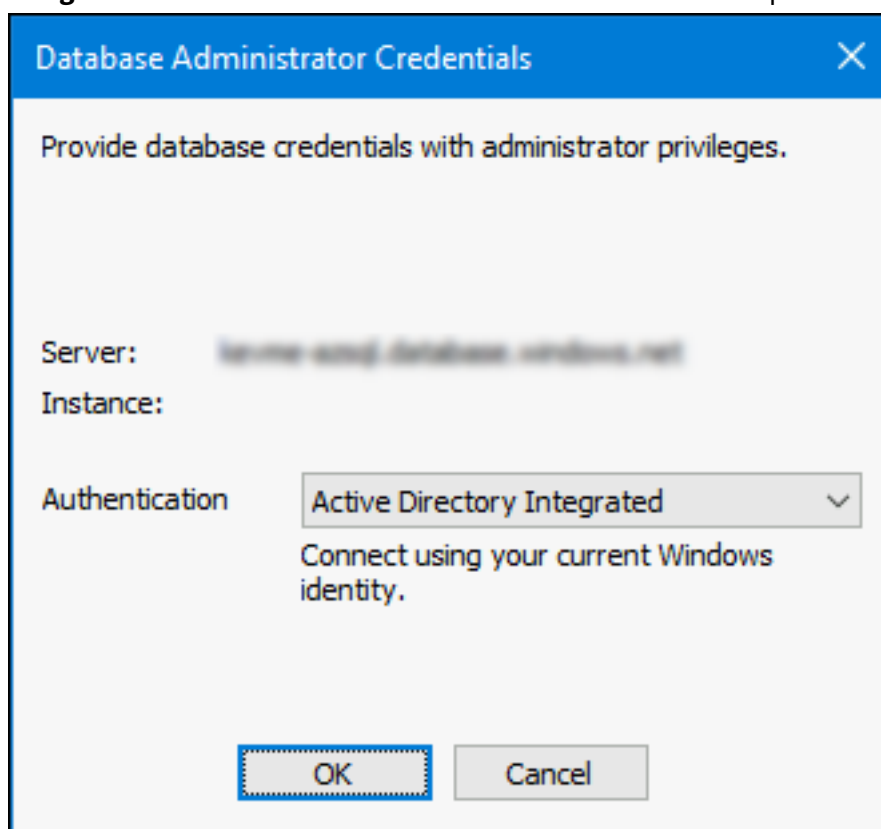 Database Administrator Credentials
Provide database credentials with administrator privileges.
Server:
Instance:
Authentication
Active Directory Integrated
Connect using your current Windows
identity.
OK
Cancel